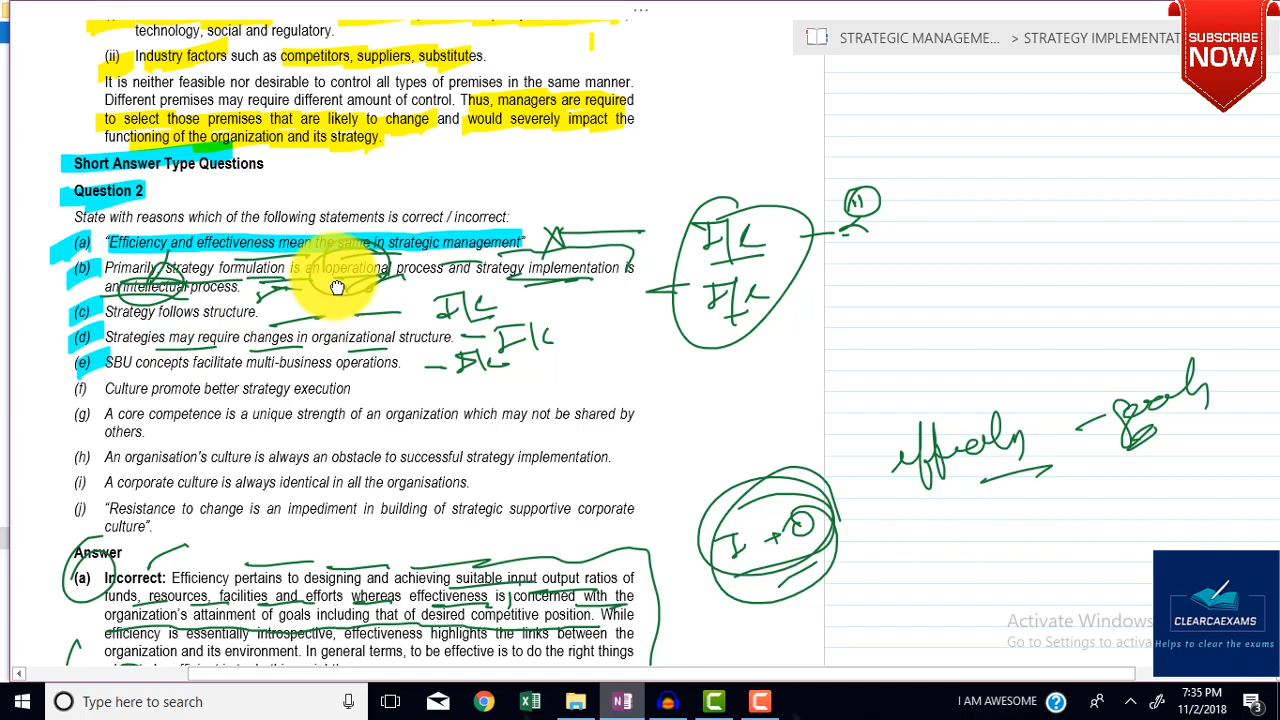 technology, social and regulatory.
(ii) Industry factors such as competitors, suppliers, substitutes.
It is neither feasible nor desirable to control all types of premises in the same manner.
Different premises may require different amount of control. Thus, managers are required
to select those premises that are likely to change and would severely impact the
functioning of the organization and its strategy.
Short Answer Type Questions
Question 2
State with reasons which of the following statements is correct / incorrect:
(a) "Efficiency and effectiveness mean the same in strategic management"
(b) Primarily, strategy formulation is an operational process and strategy implementation is
an intellectual process.
(c) Strategy follows structure.
(d) Strategies may require changes in organizational structure.
(e) SBU concepts facilitate multi-business operations.
(f) Culture promote better strategy execution
(g) A core competence is a unique strength of an organization which may not be shared by
others.
(h) An organisation's culture is always an obstacle to successful strategy implementation.
(i) A corporate culture is always identical in all the organisations.
(j) "Resistance to change is an impediment in building of strategic supportive corporate
culture".
Answer
(a) Incorrect: Efficiency pertains to designing and achieving suitable input output ratios of
funds, resources, facilities and efforts whereas effectiveness is concerned with the
organization's attainment of goals including that of desired competitive position. While
efficiency is essentially introspective, effectiveness highlights the links between the
organization and its environment. In general terms, to be effective is to do the right things
STRATEGIC MANAGEME... > STRATEGY IMPLEMENTAT
SUBSCRIBE
NOW
I/C
I/C
I/C
I/C
I/C
- goals
I +
Activate Windows
Go to Settings to activa
CLEARCAEXAMS
Helps to clear the exams
Type here to search
I AM AWESOME
7:35 PM
11/2/2018
3